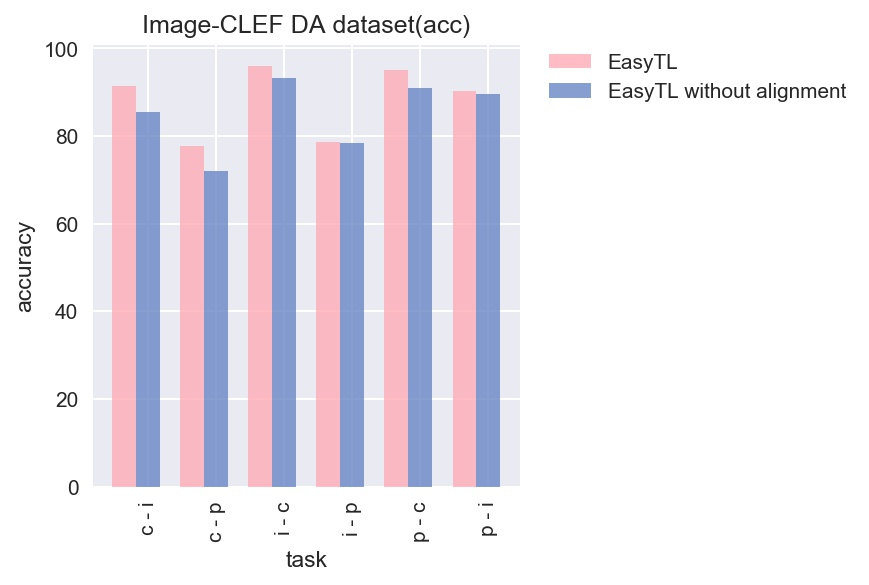 Image-CLEF DA dataset(acc)
EasyTL
EasyTL without alignment
accuracy
100
80
60
40
20
0
c - i
c - p
i - c
i - p
p - c
p - i
task